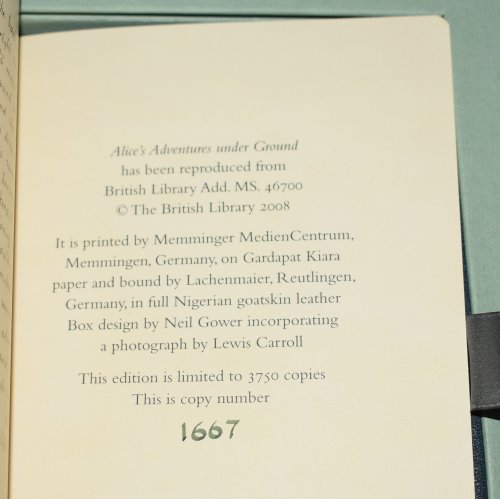 Alice's Adventures under Ground
has been reproduced from
British Library Add. MS. 46700
© The British Library 2008
It is printed by Memminger MedienCentrum,
Memmingen, Germany, on Gardapat Kiara
paper and bound by Lachenmaier, Reutlingen,
Germany, in full Nigerian goatskin leather
Box design by Neil Gower incorporating
a photograph by Lewis Carroll
This edition is limited to 3750 copies
This is copy number
1667